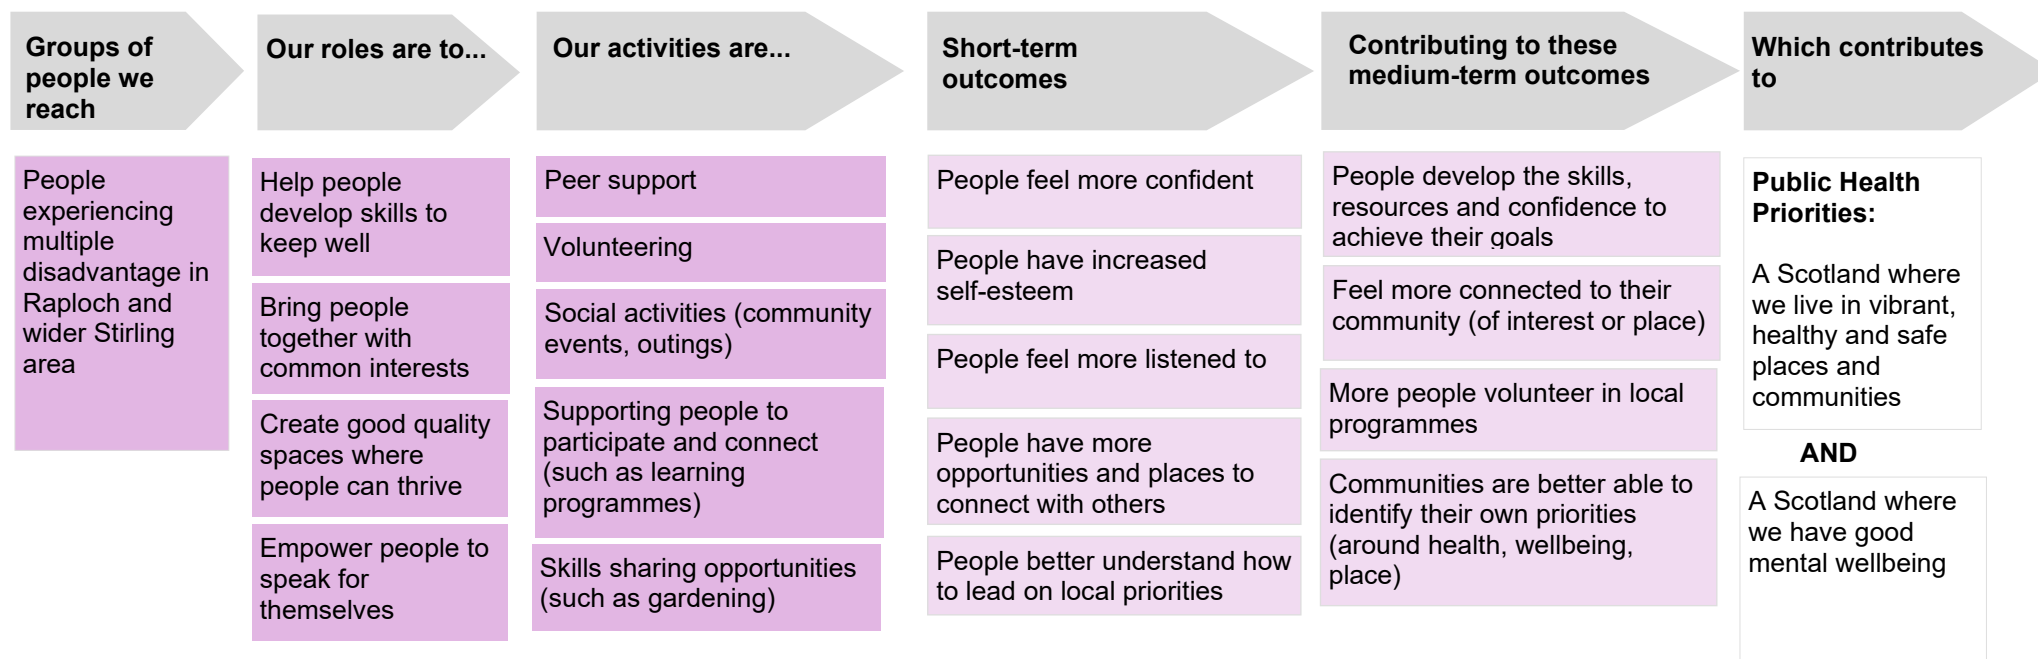 Groups of
people we
reach
Our roles are to...
Our activities are...
Short-term
outcomes
Contributing to these
medium-term outcomes
Which contributes
to
People
experiencing
multiple
disadvantage in
Raploch and
wider Stirling
area
Help people
develop skills to
keep well
Bring people
together with
common interests
Create good quality
spaces where
people can thrive
Empower people to
speak for
themselves
Peer support
Volunteering
Social activities (community
events, outings)
Supporting people to
participate and connect
(such as learning
programmes)
Skills sharing opportunities
(such as gardening)
People feel more confident
People have increased
self-esteem
People feel more listened to
People have more
opportunities and places to
connect with others
People better understand how
to lead on local priorities
People develop the skills,
resources and confidence to
achieve their goals
Feel more connected to their
community (of interest or place)
More people volunteer in local
programmes
Communities are better able to
identify their own priorities
(around health, wellbeing,
place)
Public Health
Priorities:
A Scotland where
we live in vibrant,
healthy and safe
places and
communities
AND
A Scotland where
we have good
mental wellbeing